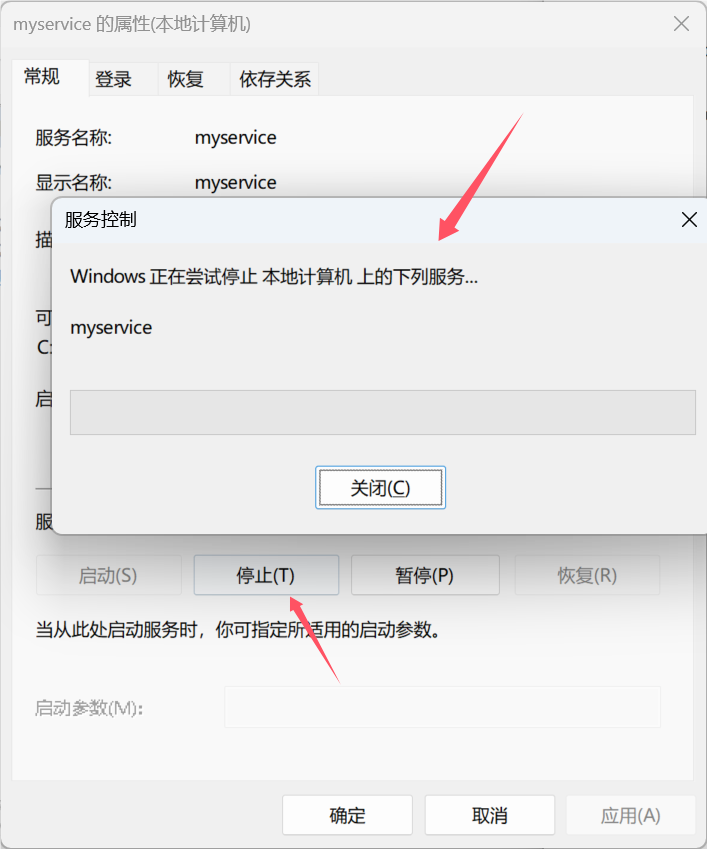 myservice 的属性(本地计算机)
常规 登录 恢复 依存关系
服务名称: myservice
显示名称: myservice
服务控制
描
Windows 正在尝试停止 本地计算机 上的下列服务...
可
myservice
C:
启
关闭(C)
服
启动(S) 停止(T) 暂停(P) 恢复(R)
当从此处启动服务时，你可指定所适用的启动参数。
启动参数(M):
确定 取消 应用(A)